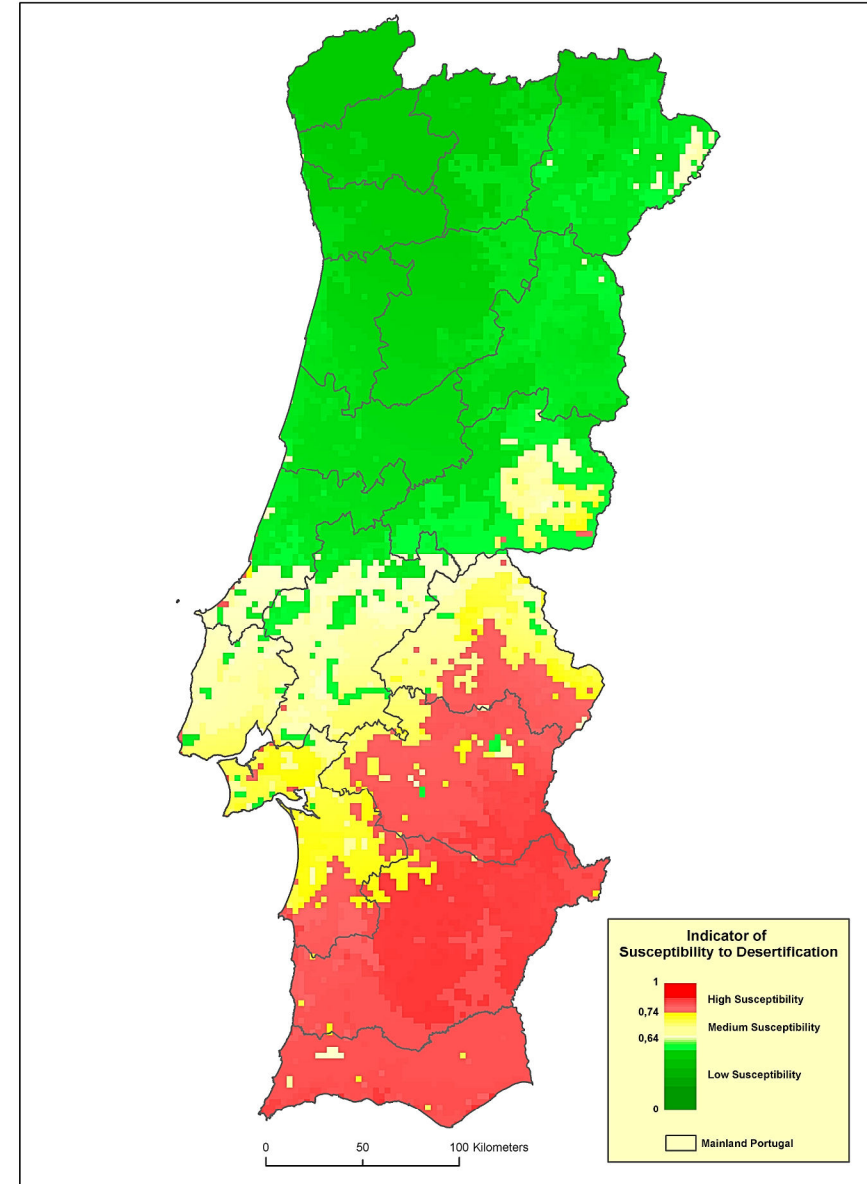 Indicator of
Susceptibility to Desertification
1
High Susceptibility
0,74
Medium Susceptibility
0,64
Low Susceptibility
0
Mainland Portugal
0 50 100 Kilometers